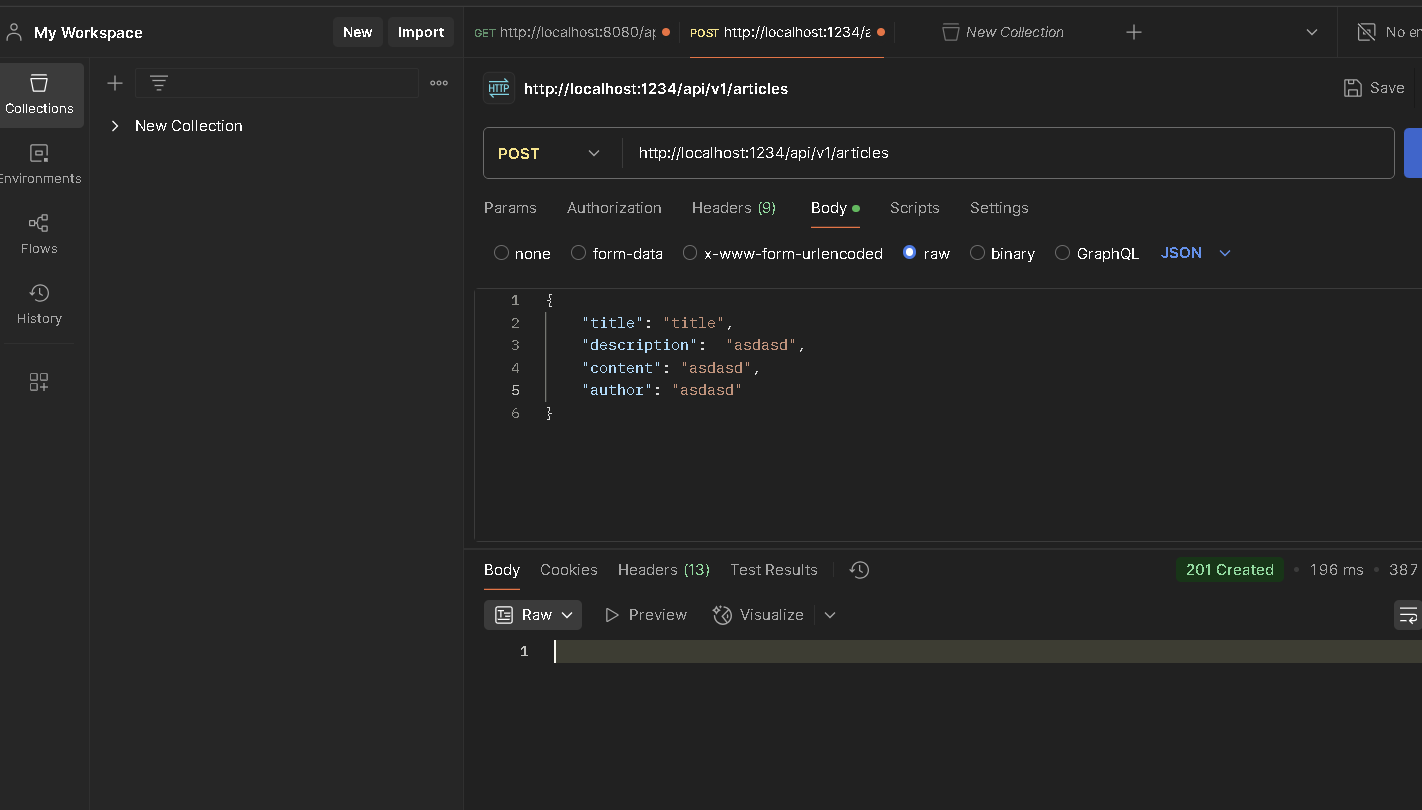 My Workspace
New
Import
GET http://localhost:8080/ap
POST http://localhost:1234/a
New Collection
No en
Collections
New Collection
Environments
Flows
History
HTTP
http://localhost:1234/api/v1/articles
Save
POST
http://localhost:1234/api/v1/articles
Params
Authorization
Headers (9)
Body
Scripts
Settings
none
form-data
x-www-form-urlencoded
raw
binary
GraphQL
JSON
1 {
2 "title": "title",
3 "description":  "asdasd",
4 "content": "asdasd",
5 "author": "asdasd"
6 }
Body
Cookies
Headers (13)
Test Results
201 Created
196 ms
387
Raw
Preview
Visualize
1